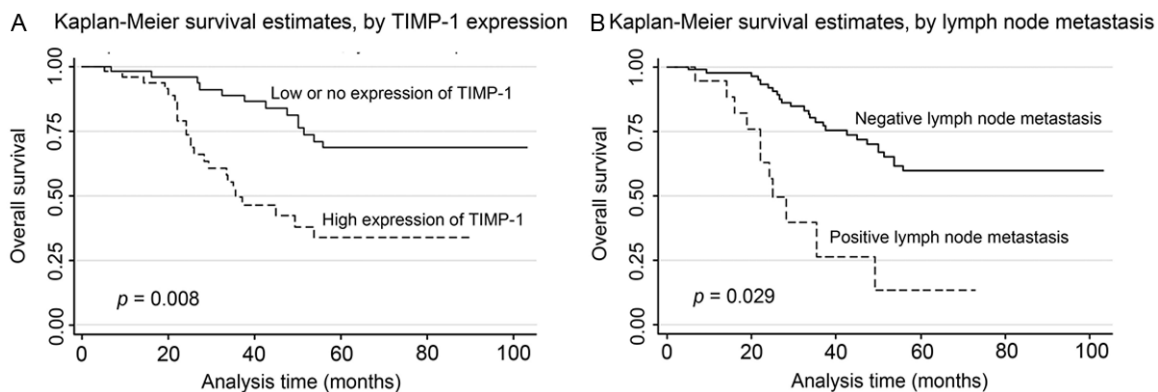 A
Kaplan-Meier survival estimates, by TIMP-1 expression
Overall survival
1.00
0.75
0.50
0.25
0.00
Low or no expression of TIMP-1
High expression of TIMP-1
p = 0.008
0 20 40 60 80 100
Analysis time (months)
B
Kaplan-Meier survival estimates, by lymph node metastasis
Overall survival
1.00
0.75
0.50
0.25
0.00
Negative lymph node metastasis
Positive lymph node metastasis
p = 0.029
0 20 40 60 80 100
Analysis time (months)